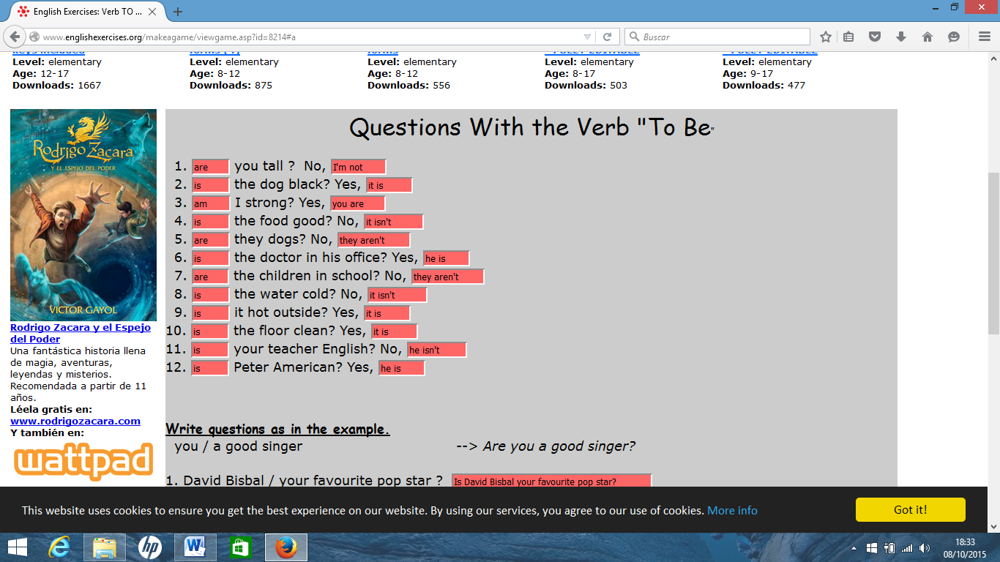 English Exercises: Verb TO ...
www.englishexercises.org/makeagame/viewgame.asp?id=8214#a
Buscar
Keys included
Level: elementary
Age: 12-17
Downloads: 1667
Level: elementary
Age: 8-12
Downloads: 875
forms
Level: elementary
Age: 8-12
Downloads: 556
FULLY EDITABLE
Level: elementary
Age: 8-17
Downloads: 503
FULLY EDITABLE
Level: elementary
Age: 9-17
Downloads: 477
RODRIGO ZACARA
Y EL ESPEJO DEL PODER
VICTOR GAYOL
Rodrigo Zacara y el Espejo
del Poder
Una fantástica historia llena
de magia, aventuras,
leyendas y misterios.
Recomendada a partir de 11
años.
Léela gratis en:
www.rodrigozacara.com
Y también en:
wattpad
Questions With the Verb "To Be"
1. are you tall ? No, I'm not
2. is the dog black? Yes, it is
3. am I strong? Yes, you are
4. is the food good? No, it isn't
5. are they dogs? No, they aren't
6. is the doctor in his office? Yes, he is
7. are the children in school? No, they aren't
8. is the water cold? No, it isn't
9. is it hot outside? Yes, it is
10. is the floor clean? Yes, it is
11. is your teacher English? No, he isn't
12. is Peter American? Yes, he is
Write questions as in the example.
you / a good singer --> Are you a good singer?
1. David Bisbal / your favourite pop star ? Is David Bisbal your favourite pop star?
This website uses cookies to ensure you get the best experience on our website. By using our services, you agree to our use of cookies. More info
Got it!
hp
W
18:33
08/10/2015